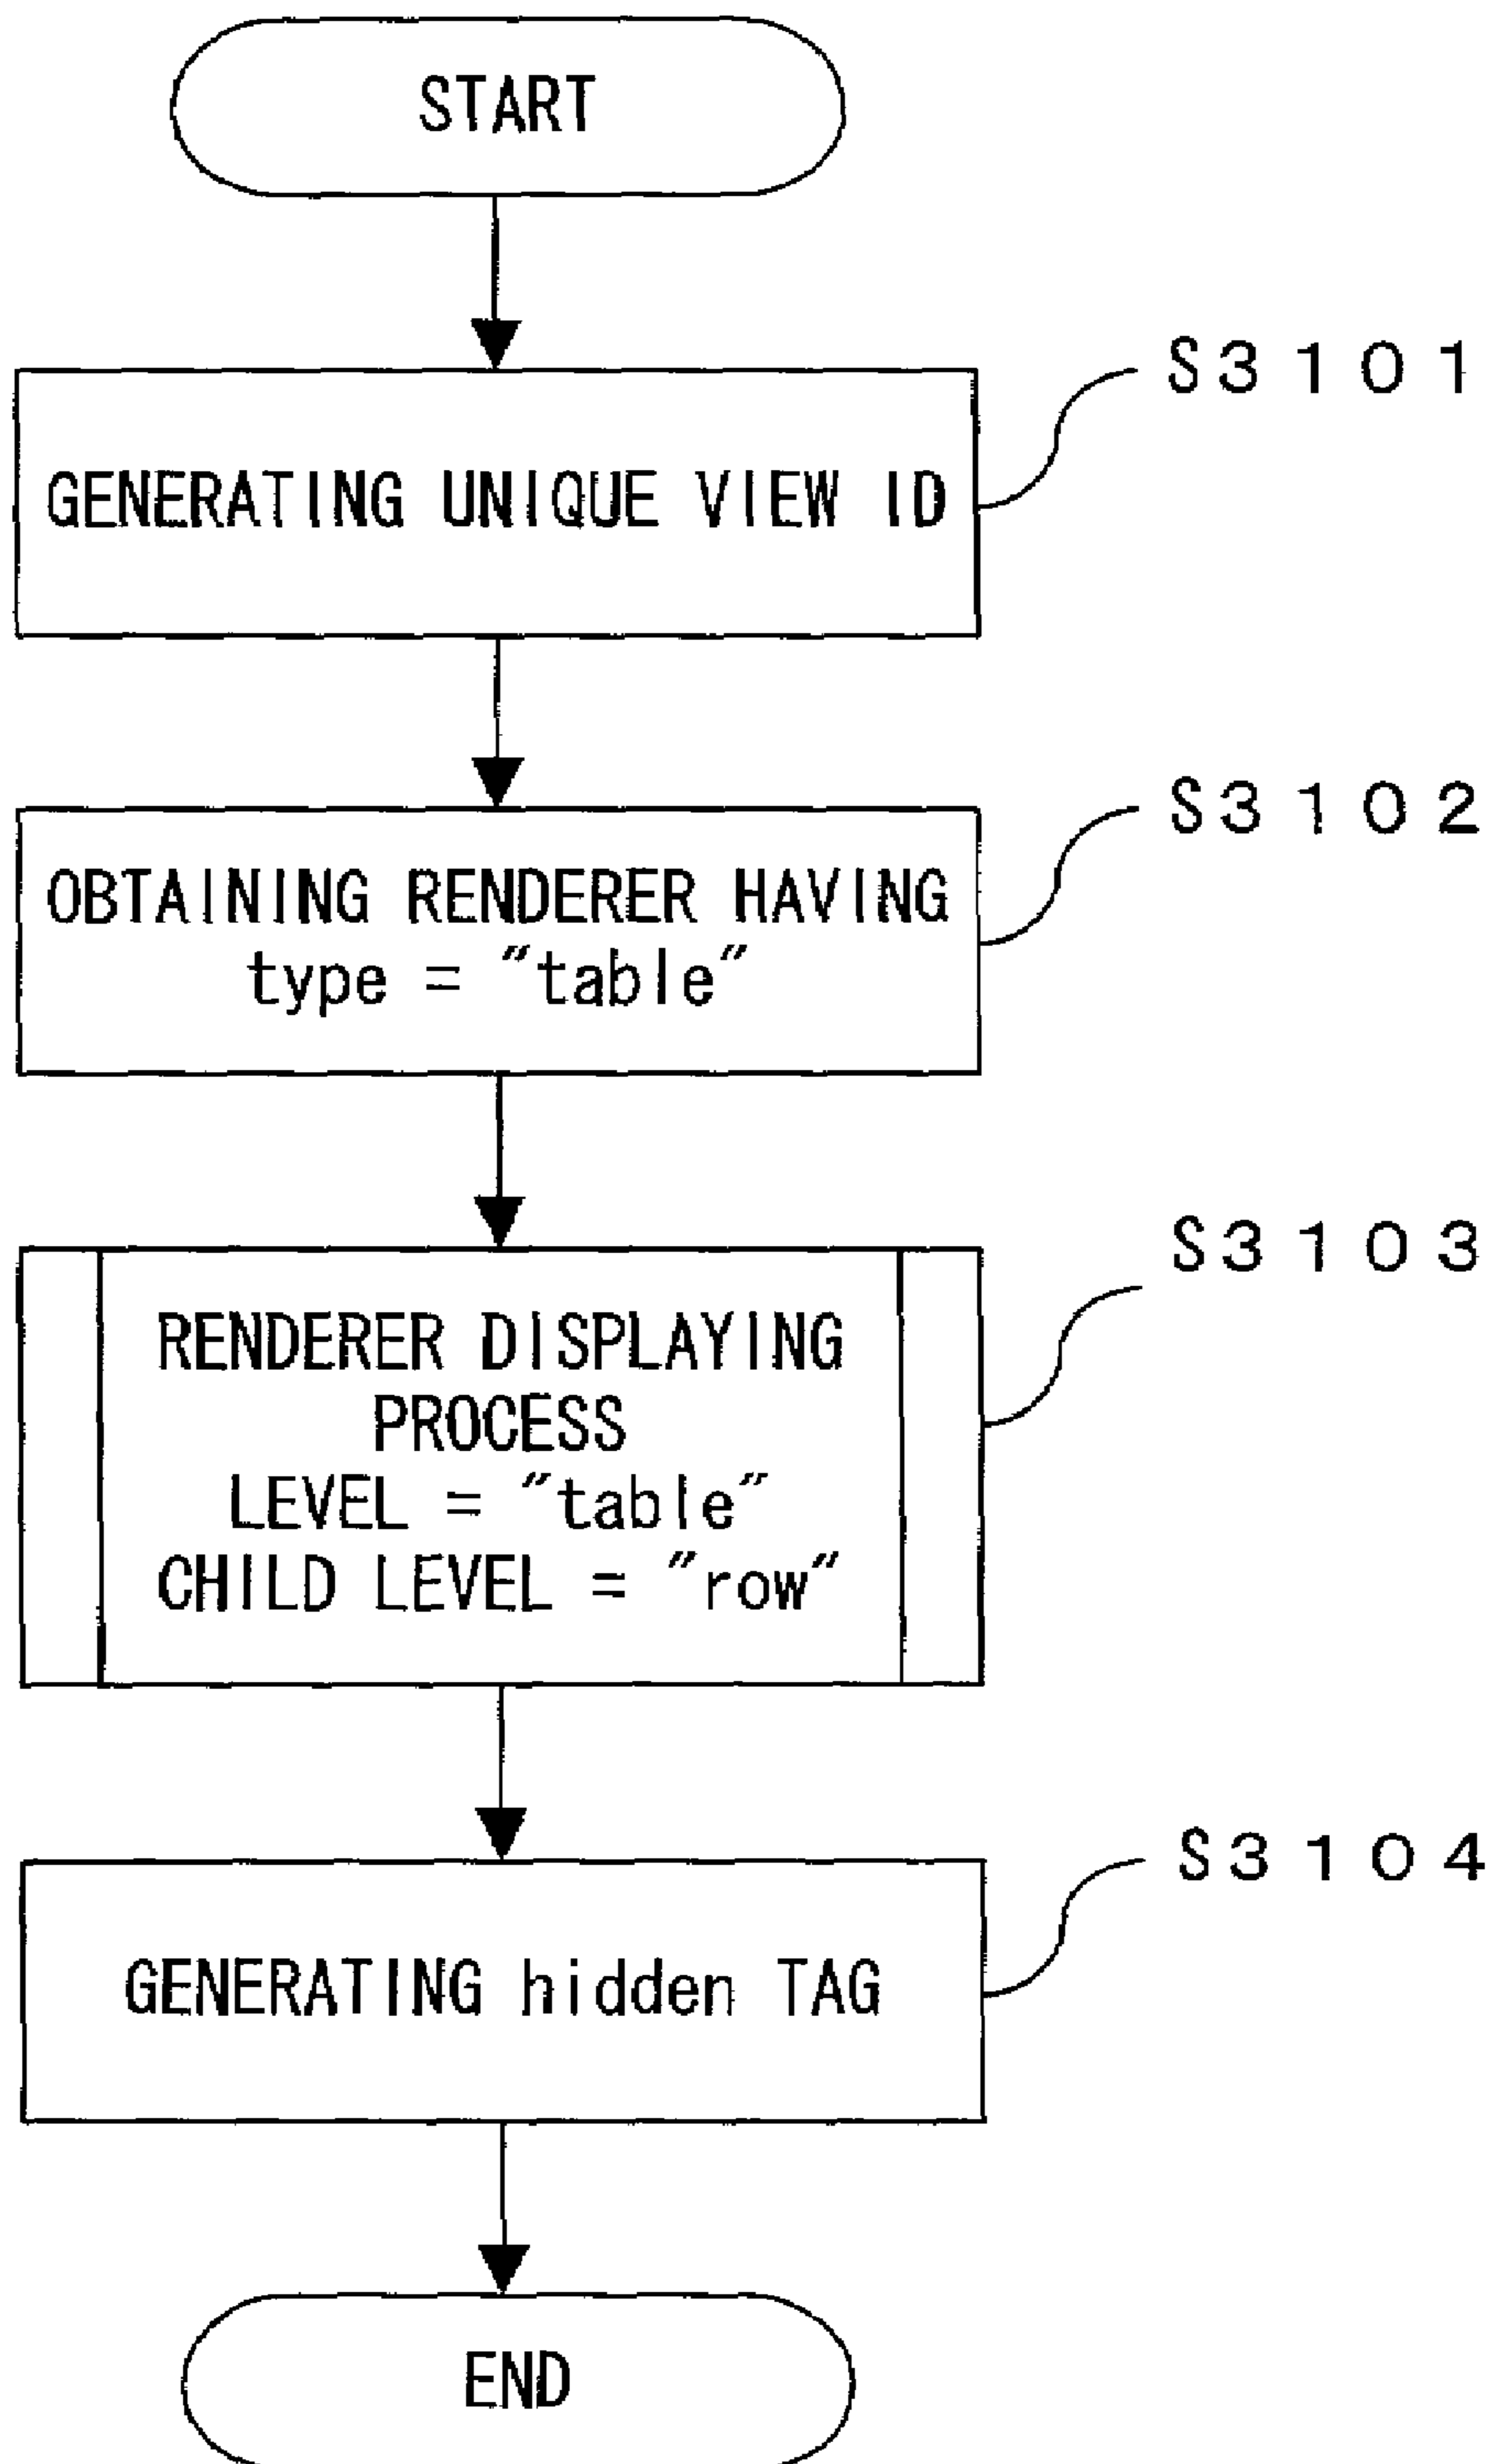 START
S3101
GENERATING UNIQUE VIEW ID
S3102
OBTAINING RENDERER HAVING
type = "table"
S3103
RENDERER DISPLAYING
PROCESS
LEVEL = "table"
CHILD LEVEL = "row"
S3104
GENERATING hidden TAG
END